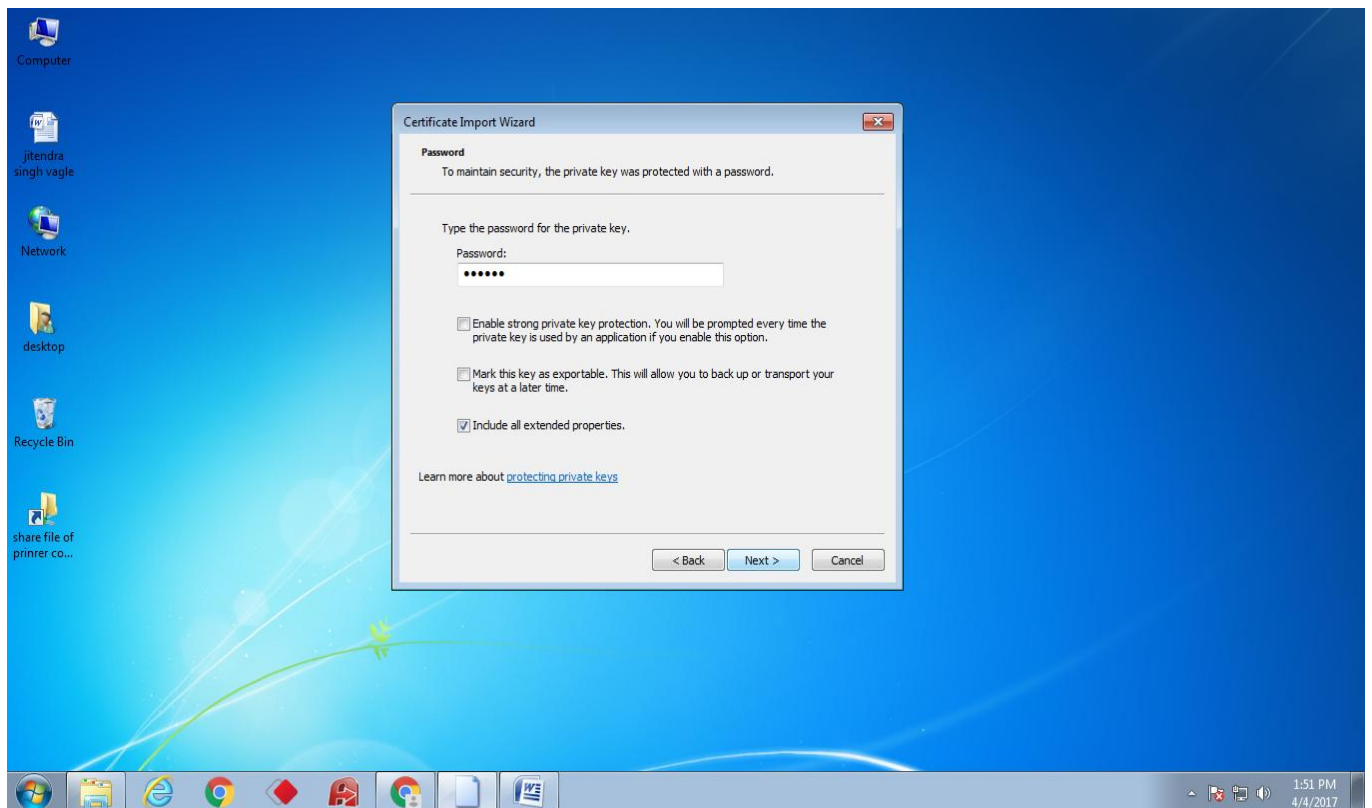 Computer
jitendra
singh vagle
Network
desktop
Recycle Bin
share file of
prinrer co...
Certificate Import Wizard
Password
To maintain security, the private key was protected with a password.
Type the password for the private key.
Password:
••••••
Enable strong private key protection. You will be prompted every time the
private key is used by an application if you enable this option.
Mark this key as exportable. This will allow you to back up or transport your
keys at a later time.
Include all extended properties.
Learn more about protecting private keys
< Back
Next >
Cancel
1:51 PM
4/4/2017